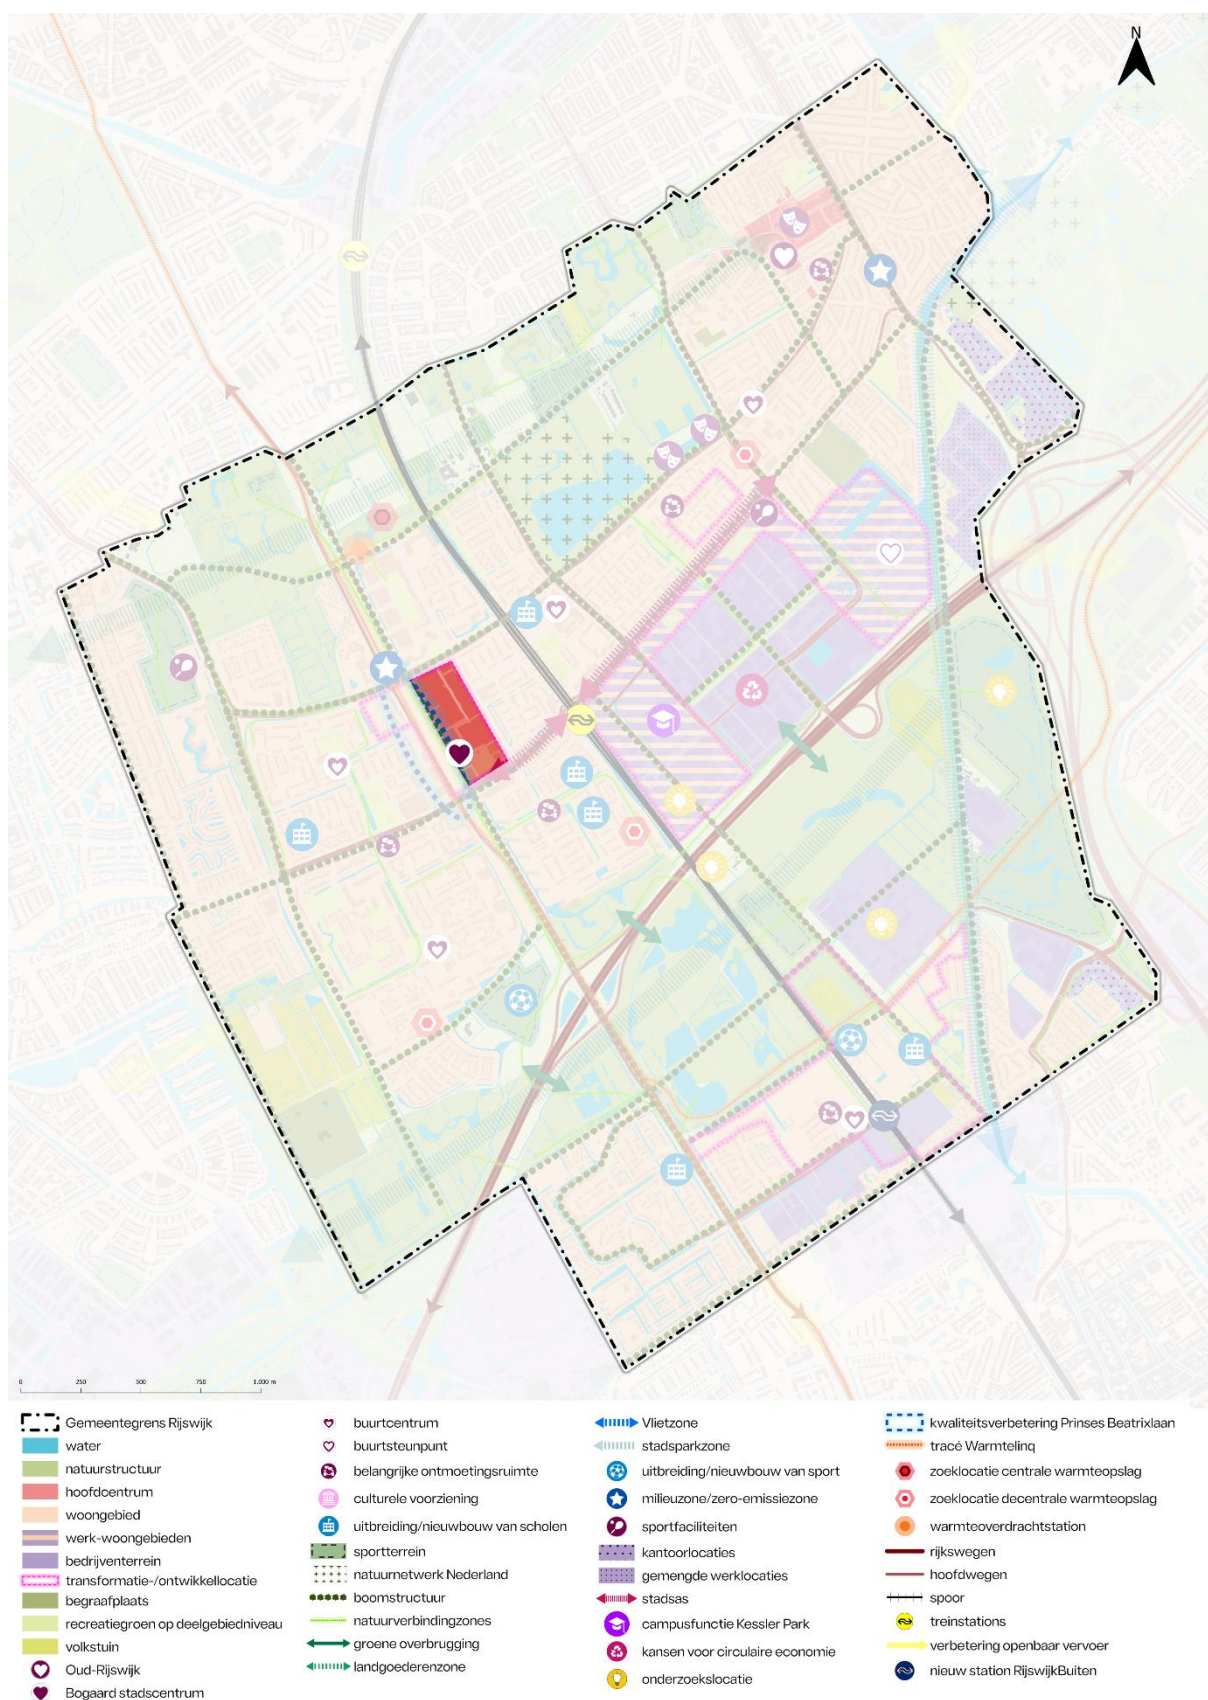 N
0 250 500 750 1.000 m
Gemeentegrens Rijswijk
water
natuurstructuur
hoofdcentrum
woongebied
werk-woongebieden
bedrijventerrein
transformatie-/ontwikkellocatie
begraafplaats
recreatiegroen op deelgebiedniveau
volkstuin
Oud-Rijswijk
Bogaard stadscentrum
buurtcentrum
buurtsteunpunt
belangrijke ontmoetingsruimte
culturele voorziening
uitbreiding/nieuwbouw van scholen
sportterrein
natuurnetwerk Nederland
boomstructuur
natuurverbindingzones
groene overbrugging
landgoederenzone
Vlietzone
stadsparkzone
uitbreiding/nieuwbouw van sport
milieuzone/zero-emissiezone
sportfaciliteiten
kantoorlocaties
gemengde werklocaties
stadsas
campusfunctie Kessler Park
kansen voor circulaire economie
onderzoekslocatie
kwaliteitsverbetering Prinses Beatrixlaan
tracé Warmtelinq
zoeklocatie centrale warmteopslag
zoeklocatie decentrale warmteopslag
warmteoverdrachtstation
rijkswegen
hoofdwegen
spoor
treinstations
verbetering openbaar vervoer
nieuw station RijswijkBuiten